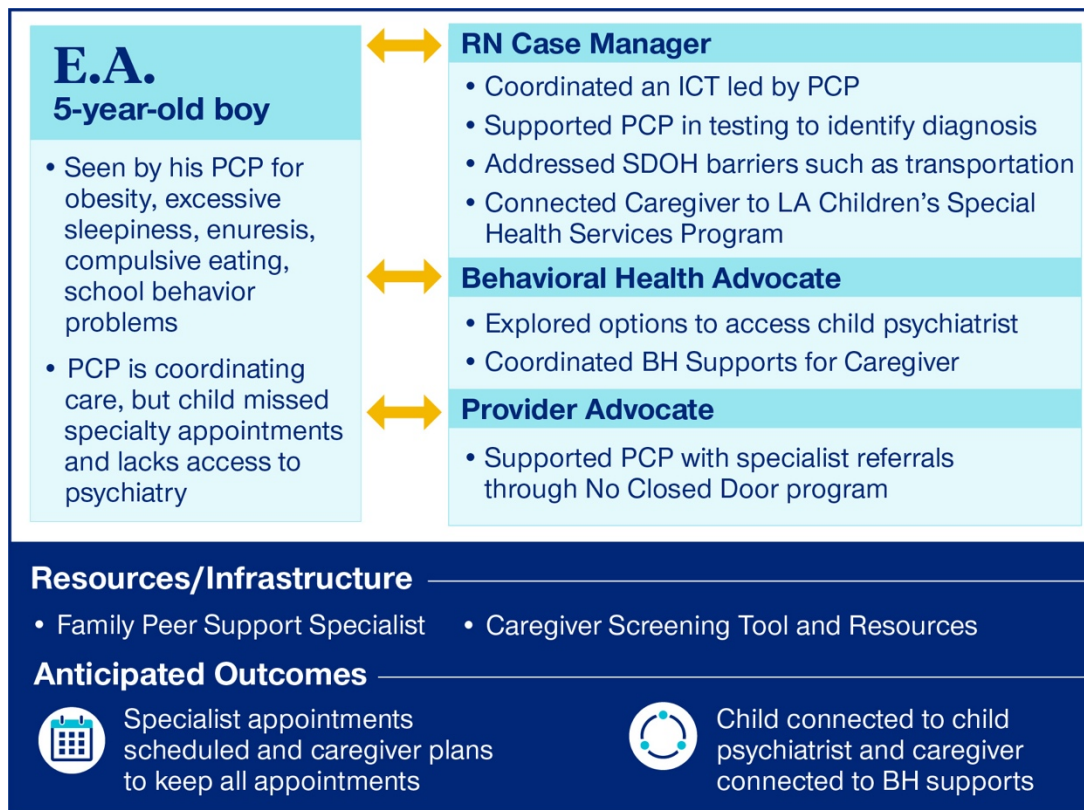 E.A.
5-year-old boy
• Seen by his PCP for
obesity, excessive
sleepiness, enuresis,
compulsive eating,
school behavior
problems
• PCP is coordinating
care, but child missed
specialty appointments
and lacks access to
psychiatry
RN Case Manager
• Coordinated an ICT led by PCP
• Supported PCP in testing to identify diagnosis
• Addressed SDOH barriers such as transportation
• Connected Caregiver to LA Children’s Special
Health Services Program
Behavioral Health Advocate
• Explored options to access child psychiatrist
• Coordinated BH Supports for Caregiver
Provider Advocate
• Supported PCP with specialist referrals
through No Closed Door program
Resources/Infrastructure
• Family Peer Support Specialist • Caregiver Screening Tool and Resources
Anticipated Outcomes
Specialist appointments
scheduled and caregiver plans
to keep all appointments
Child connected to child
psychiatrist and caregiver
connected to BH supports